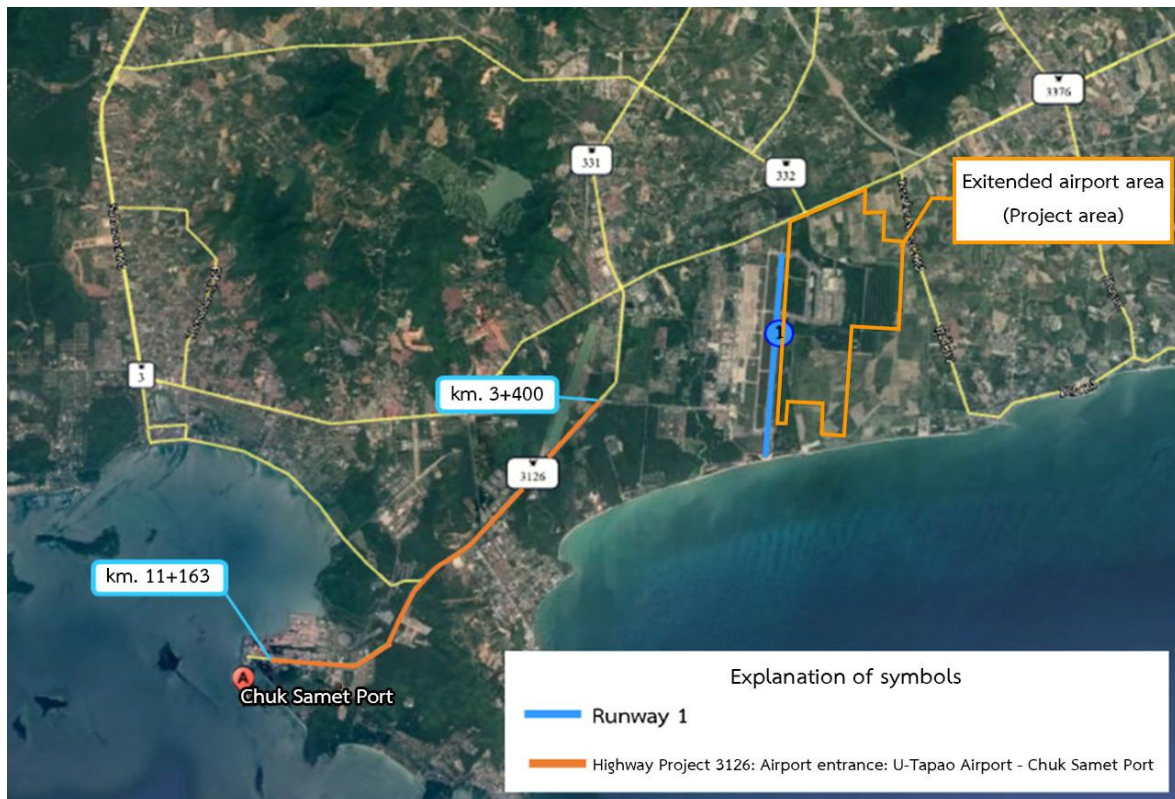 3376
331
332
Exitended airport area
(Project area)
1
3
km. 3+400
3126
km. 11+163
A
Chuk Samet Port
Explanation of symbols
Runway 1
Highway Project 3126: Airport entrance: U-Tapao Airport - Chuk Samet Port